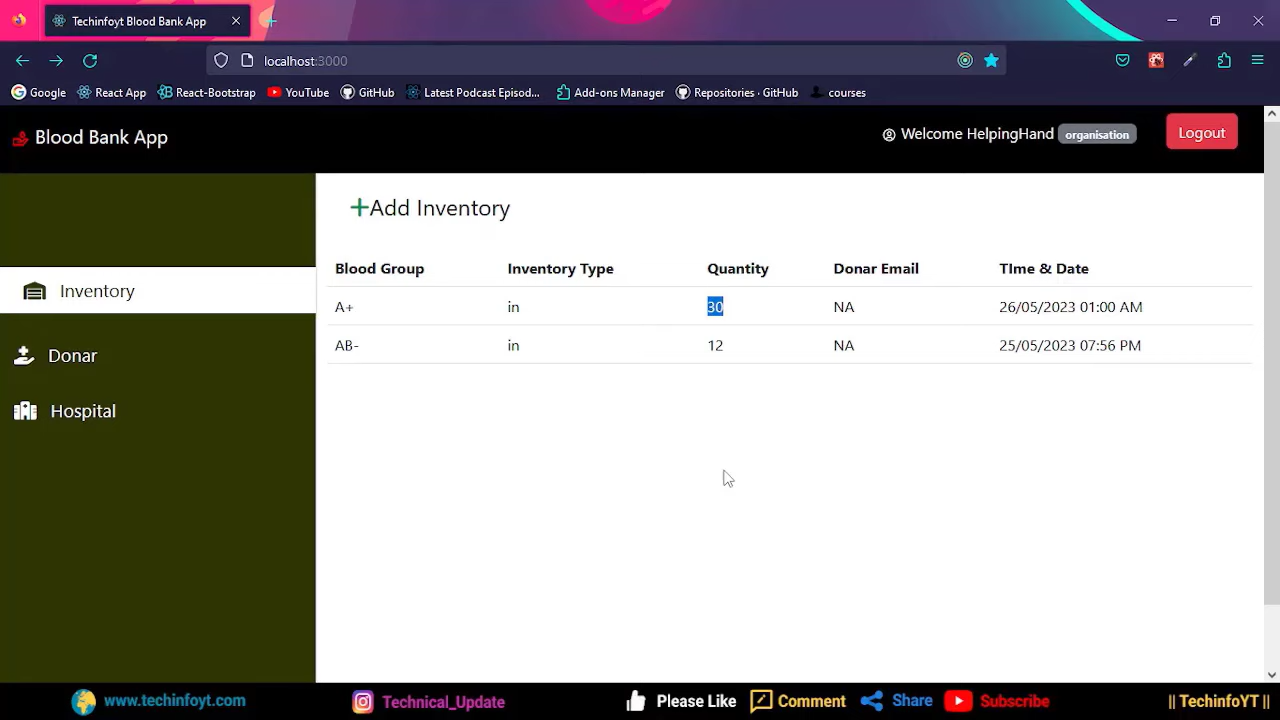 Techinfoyt Blood Bank App
localhost:3000
Google React App React-Bootstrap YouTube GitHub Latest Podcast Episod... Add-ons Manager Repositories · GitHub courses
Blood Bank App
Welcome HelpingHand organisation Logout
Inventory
Donar
Hospital
Add Inventory
Blood Group Inventory Type Quantity Donar Email TIme & Date
A+ in 30 NA 26/05/2023 01:00 AM
AB- in 12 NA 25/05/2023 07:56 PM
www.techinfoyt.com Technical_Update Please Like Comment Share Subscribe || TechinfoYT ||